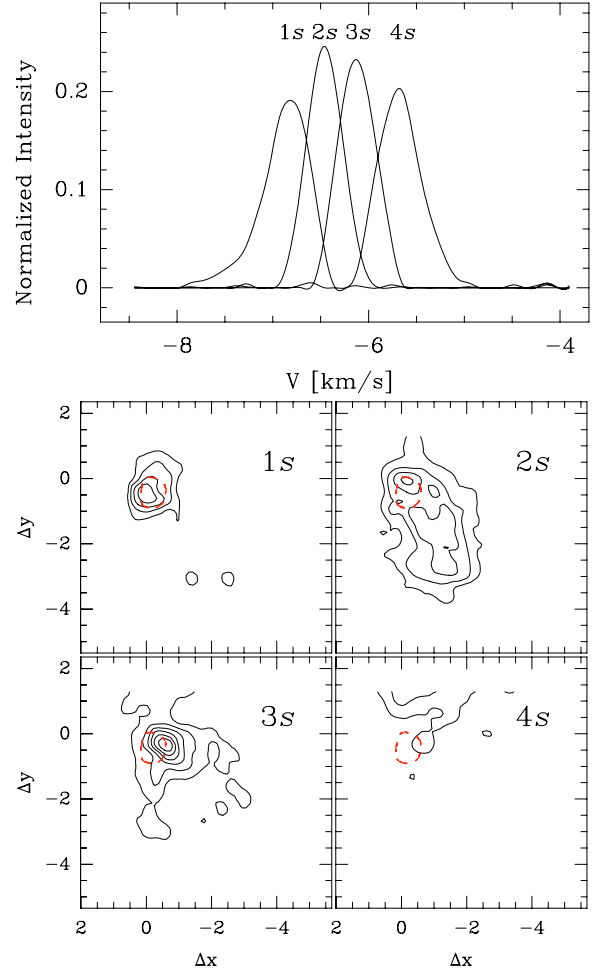 1s 2s 3s 4s
Normalized Intensity
0.2
0.1
0
−8 −6 −4
V [km/s]
2 0 −2 −4
Δy
1s
2s
2 0 −2 −4
Δy
3s
4s
2 0 −2 −4 0 −2 −4
Δx Δx